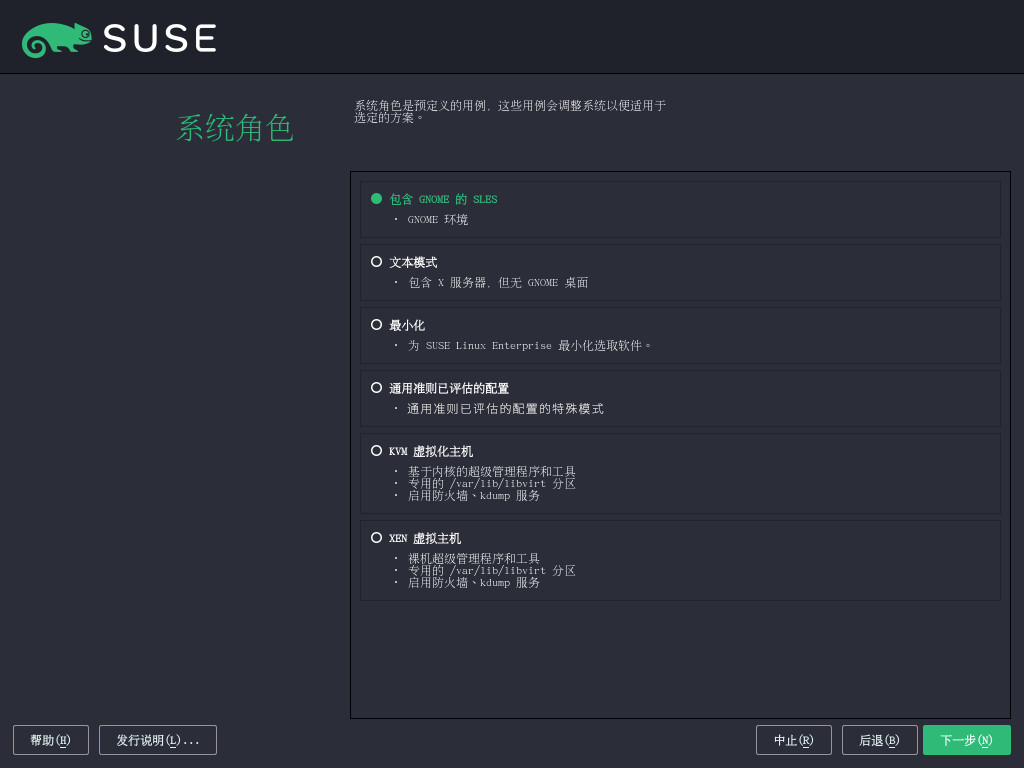 SUSE
系统角色
系统角色是预定义的用例，这些用例会调整系统以便适用于
选定的方案。
包含 GNOME 的 SLES
· GNOME 环境
文本模式
· 包含 X 服务器，但无 GNOME 桌面
最小化
· 为 SUSE Linux Enterprise 最小化选取软件。
通用准则已评估的配置
· 通用准则已评估的配置的特殊模式
KVM 虚拟化主机
· 基于内核的超级管理程序和工具
· 专用的 /var/lib/libvirt 分区
· 启用防火墙、kdump 服务
XEN 虚拟主机
· 裸机超级管理程序和工具
· 专用的 /var/lib/libvirt 分区
· 启用防火墙、kdump 服务
帮助(H) 发行说明(L)... 中止(R) 后退(B) 下一步(N)